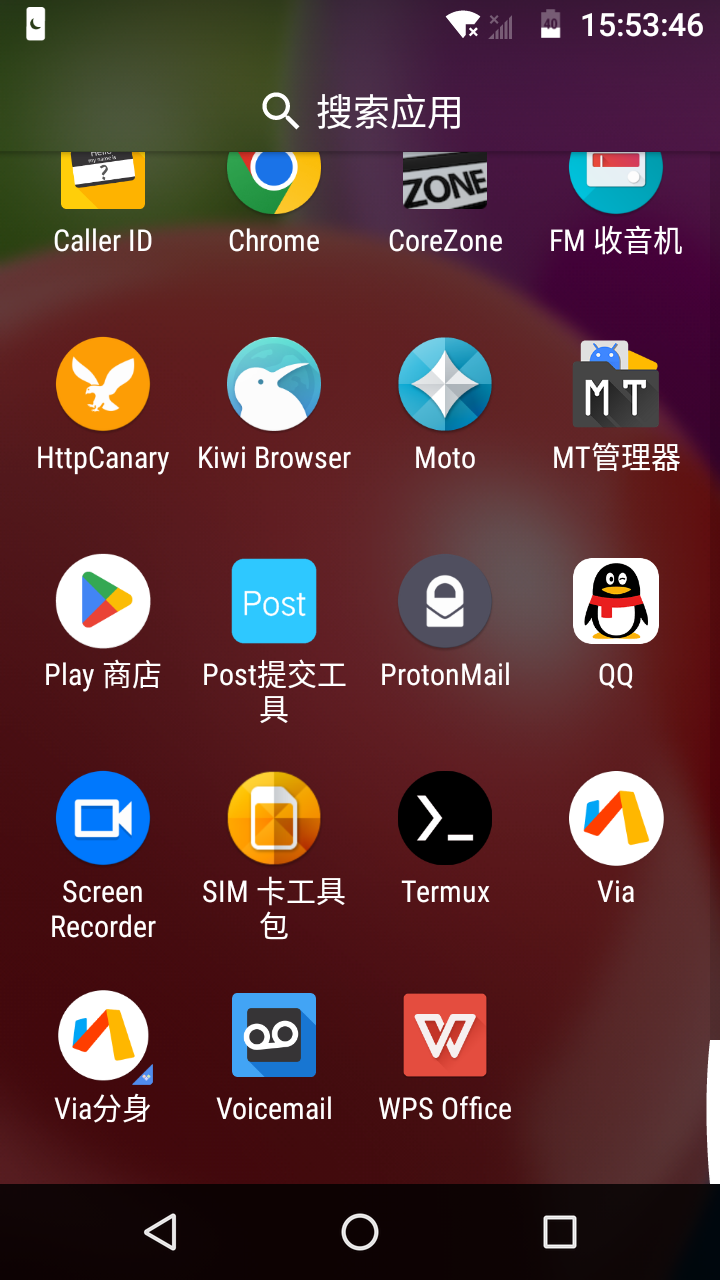 40 15:53:46
搜索应用
Hello
my name is
?
ZONE
Caller ID Chrome CoreZone FM 收音机
MT
HttpCanary Kiwi Browser Moto MT管理器
Post
Play 商店 Post提交工具 ProtonMail QQ
Screen Recorder SIM 卡工具包 Termux Via
Via分身 Voicemail WPS Office